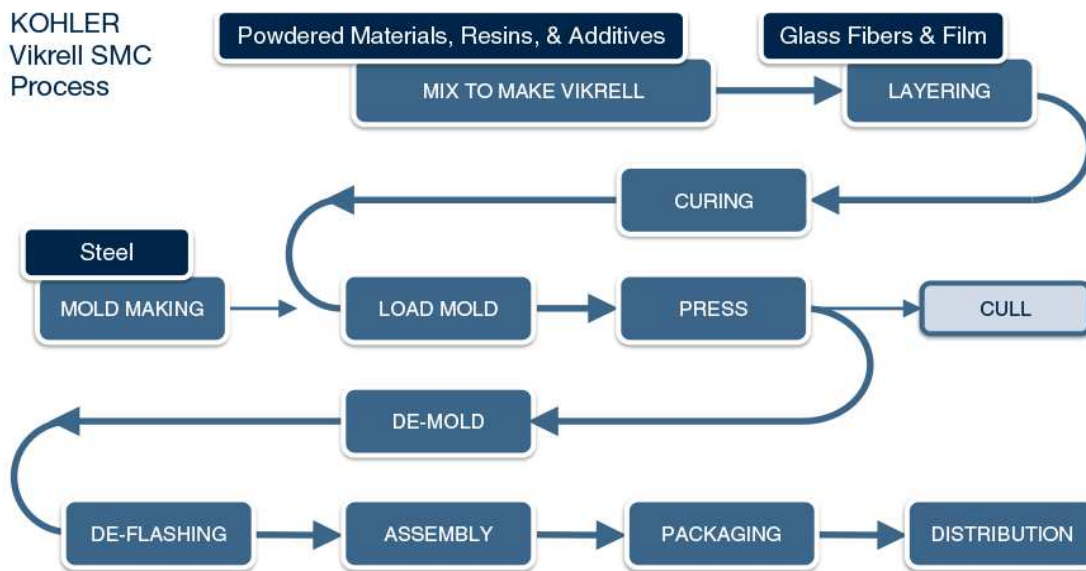 KOHLER
Vikrell SMC
Process
Powdered Materials, Resins, & Additives
Glass Fibers & Film
MIX TO MAKE VIKRELL
LAYERING
CURING
Steel
MOLD MAKING
LOAD MOLD
PRESS
CULL
DE-MOLD
DE-FLASHING
ASSEMBLY
PACKAGING
DISTRIBUTION